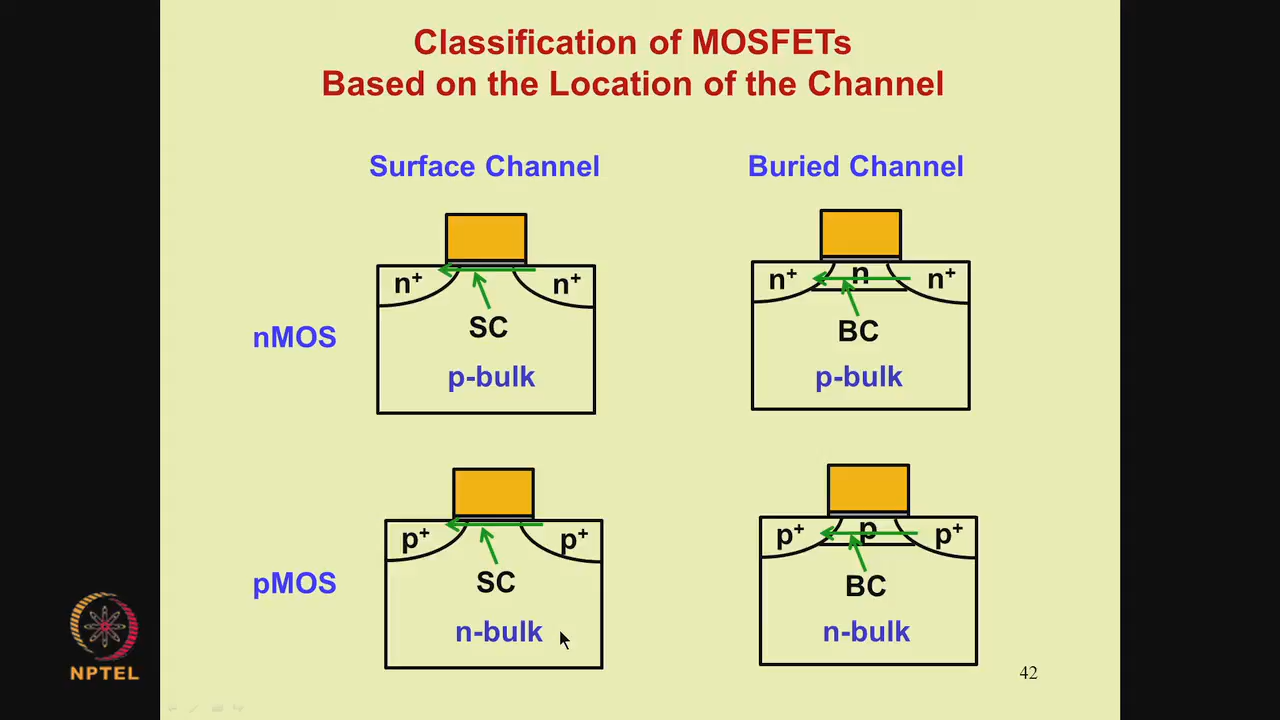 Classification of MOSFETs
Based on the Location of the Channel
Surface Channel
Buried Channel
nMOS
n+
n+
SC
p-bulk
n+
n
n+
BC
p-bulk
pMOS
p+
p+
SC
n-bulk
p+
p
p+
BC
n-bulk
NPTEL
42